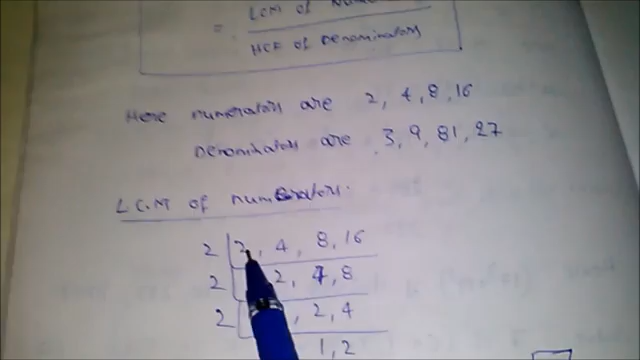 LCM of Numer
=
HCF of Denominators
Here numerators are 2, 4, 8, 16
Denominators are 3, 9, 81, 27
L.C.M of numerators.
2 2, 4, 8, 16
2 2, 4, 8
2 , 2, 4
1, 2